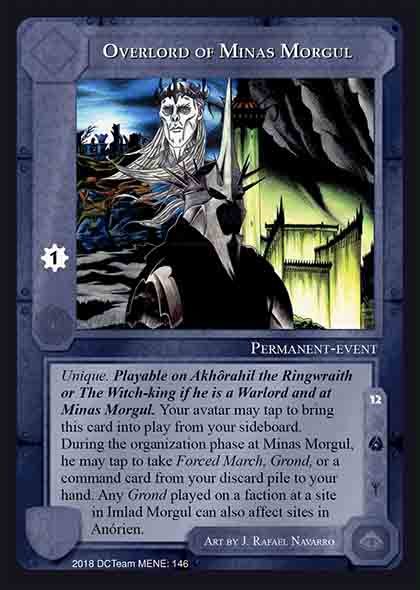 Overlord of Minas Morgul
1
Permanent-event
Unique. Playable on Akhôrahil the Ringwraith
or The Witch-king if he is a Warlord and at
Minas Morgul. Your avatar may tap to bring
this card into play from your sideboard.
During the organization phase at Minas Morgul,
he may tap to take Forced March, Grond, or a
command card from your discard pile to your
hand. Any Grond played on a faction at a site
in Imlad Morgul can also affect sites in
Anórien.
12
Art by J. Rafael Navarro
2018 DCTeam MENE: 146